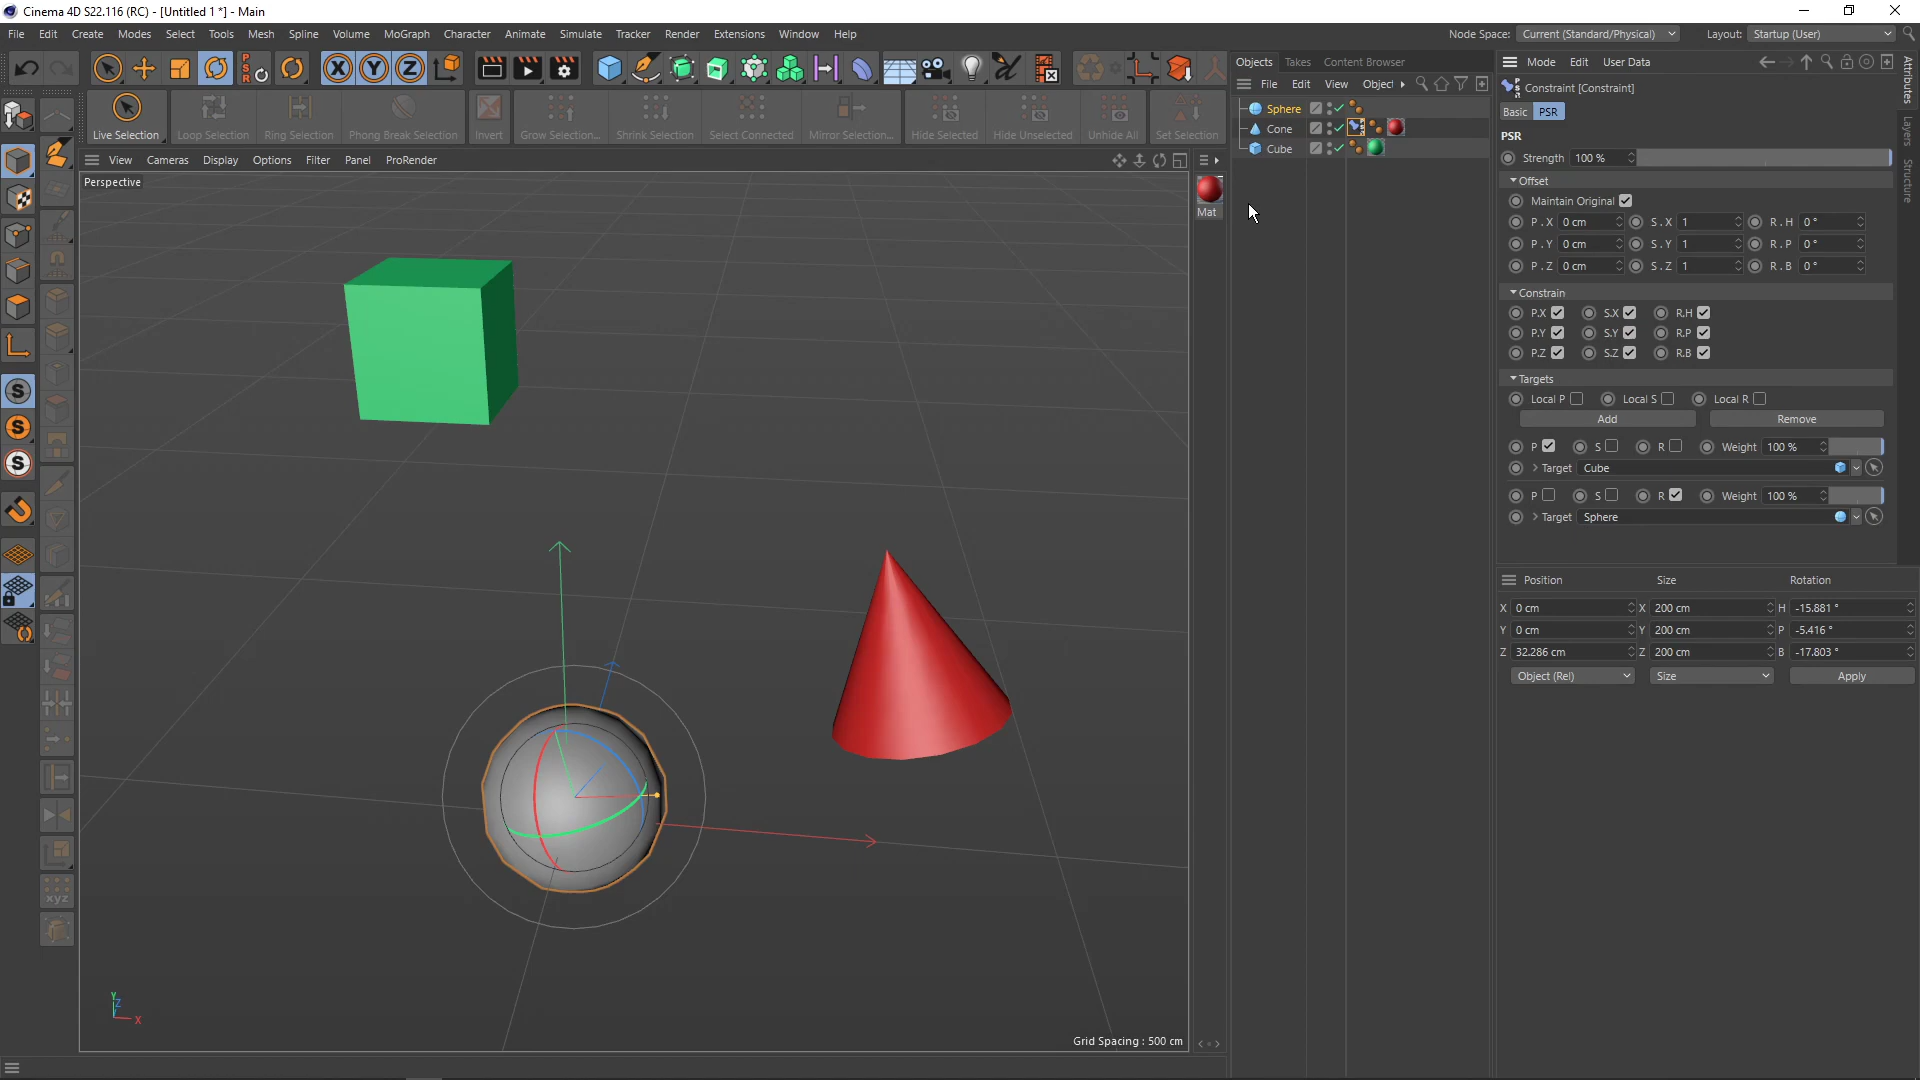 Cinema 4D S22.116 (RC) - [Untitled 1 *] - Main
File Edit Create Modes Select Tools Mesh Spline Volume MoGraph Character Animate Simulate Tracker Render Extensions Window Help
Node Space: Current (Standard/Physical) Layout: Startup (User)
PSR X Y Z
Live Selection Loop Selection Ring Selection Phong Break Selection Invert Grow Selection... Shrink Selection Select Connected Mirror Selection... Hide Selected Hide Unselected Unhide All Set Selection
View Cameras Display Options Filter Panel ProRender
Perspective
Mat
Grid Spacing : 500 cm
Y
Z
X
S
S
S
xyz
Objects Takes Content Browser
File Edit View Object
Sphere
Cone
Cube
Mode Edit User Data
Constraint [Constraint]
Basic PSR
PSR
Strength 100 %
Offset
Maintain Original
P . X 0 cm S . X 1 R . H 0 °
P . Y 0 cm S . Y 1 R . P 0 °
P . Z 0 cm S . Z 1 R . B 0 °
Constrain
P.X S.X R.H
P.Y S.Y R.P
P.Z S.Z R.B
Targets
Local P Local S Local R
Add Remove
P S R Weight 100 %
Target Cube
P S R Weight 100 %
Target Sphere
Position Size Rotation
X 0 cm X 200 cm H -15.881 °
Y 0 cm Y 200 cm P -5.416 °
Z 32.286 cm Z 200 cm B -17.803 °
Object (Rel) Size Apply
Attributes
Layers
Structure